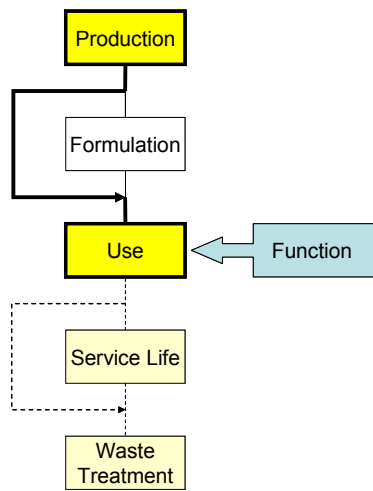 Production
Formulation
Use
Function
Service Life
Waste
Treatment